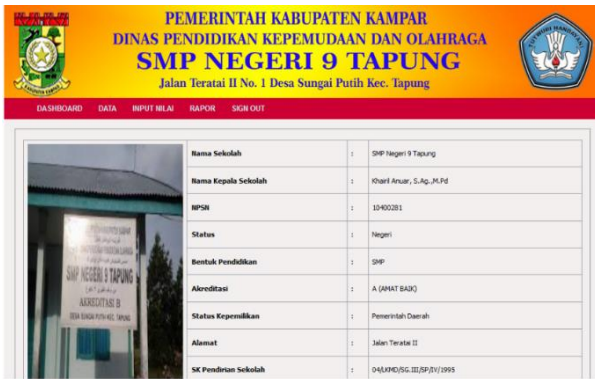 PEMERINTAH KABUPATEN KAMPAR
DINAS PENDIDIKAN KEPEMUDAAN DAN OLAHRAGA
SMP NEGERI 9 TAPUNG
Jalan Teratai II No. 1 Desa Sungai Putih Kec. Tapung
DASHBOARD DATA INPUT NILAI RAPOR SIGN OUT
SMP NEGERI 9 TAPUNG
AKREDITASI B
DESA SUNGAI PUTIH KEC. TAPUNG
Nama Sekolah : SMP Negeri 9 Tapung
Nama Kepala Sekolah : Khairil Anuar, S.Ag.,M.Pd
NPSN : 10400281
Status : Negeri
Bentuk Pendidikan : SMP
Akreditasi : A (AMAT BAIK)
Status Kepemilikan : Pemerintah Daerah
Alamat : Jalan Teratai II
SK Pendirian Sekolah : 04/LKMD/SG.III/SP/IV/1995